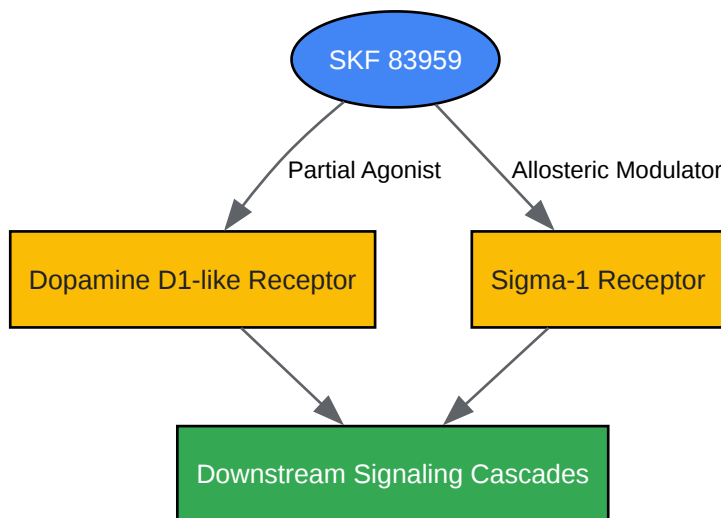 SKF 83959
Partial Agonist
Allosteric Modulator
Dopamine D1-like Receptor
Sigma-1 Receptor
Downstream Signaling Cascades